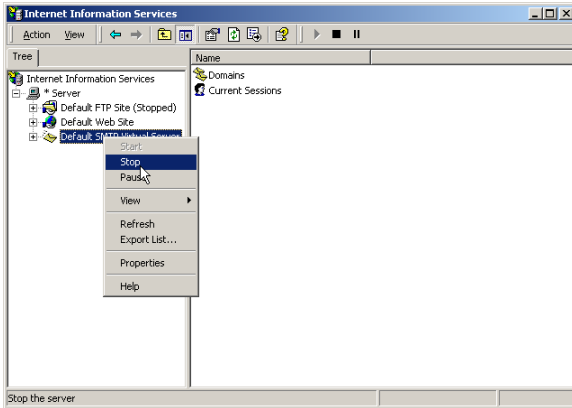 Internet Information Services
Action View
Tree
Name
Internet Information Services
* Server
Default FTP Site (Stopped)
Default Web Site
Default SMTP Virtual Server
Domains
Current Sessions
Start
Stop
Pause
View
Refresh
Export List...
Properties
Help
Stop the server